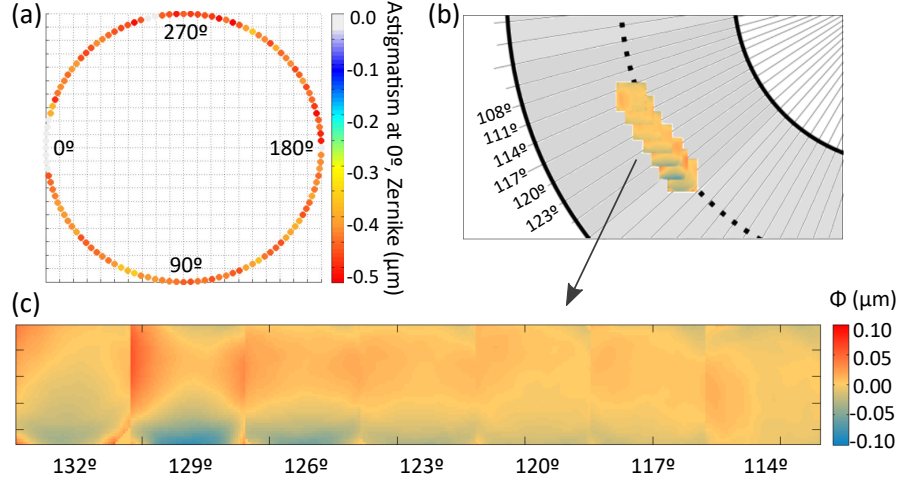 (a)
270º
0º
180º
90º
0.0
-0.1
-0.2
-0.3
-0.4
-0.5
Astigmatism at 0º, Zernike (μm)
(b)
108º
111º
114º
117º
120º
123º
(c)
Φ (μm)
0.10
0.05
0.00
-0.05
-0.10
132º 129º 126º 123º 120º 117º 114º